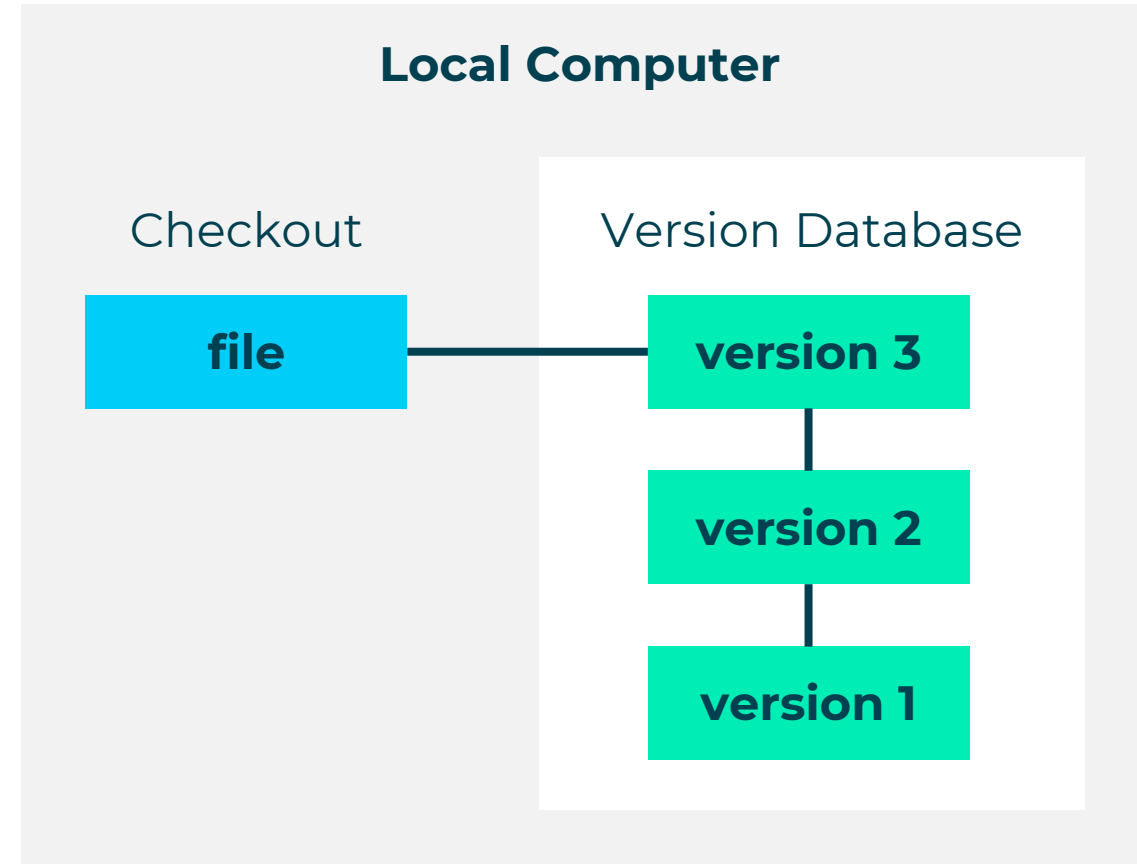 Local Computer
Checkout
Version Database
file
version 3
version 2
version 1